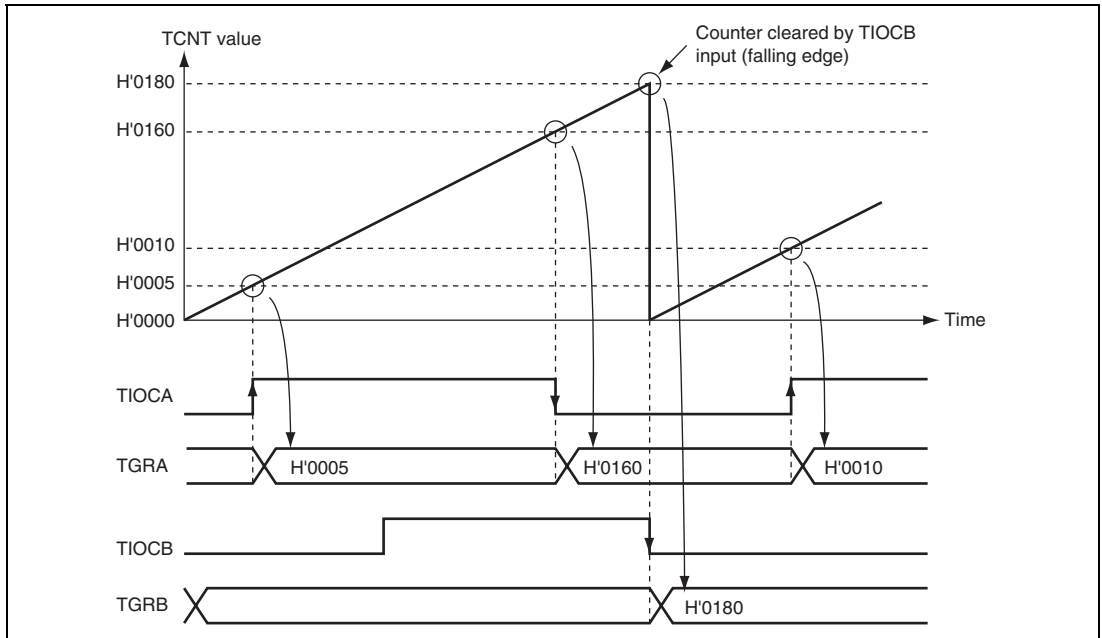 TCNT value
Counter cleared by TIOCB
input (falling edge)
H'0180
H'0160
H'0010
H'0005
H'0000
Time
TIOCA
TGRA
H'0005
H'0160
H'0010
TIOCB
TGRB
H'0180